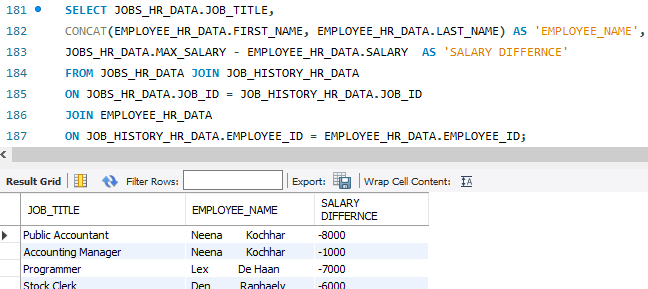 181 SELECT JOBS_HR_DATA.JOB_TITLE,
182 CONCAT(EMPLOYEE_HR_DATA.FIRST_NAME, EMPLOYEE_HR_DATA.LAST_NAME) AS 'EMPLOYEE_NAME',
183 JOBS_HR_DATA.MAX_SALARY - EMPLOYEE_HR_DATA.SALARY  AS 'SALARY DIFFERNCE'
184 FROM JOBS_HR_DATA JOIN JOB_HISTORY_HR_DATA
185 ON JOBS_HR_DATA.JOB_ID = JOB_HISTORY_HR_DATA.JOB_ID
186 JOIN EMPLOYEE_HR_DATA
187 ON JOB_HISTORY_HR_DATA.EMPLOYEE_ID = EMPLOYEE_HR_DATA.EMPLOYEE_ID;
Result Grid Filter Rows: Export: Wrap Cell Content: IA
JOB_TITLE EMPLOYEE_NAME SALARY DIFFERNCE
Public Accountant Neena Kochhar -8000
Accounting Manager Neena Kochhar -1000
Programmer Lex De Haan -7000
Stock Clerk Den Raphaely -6000